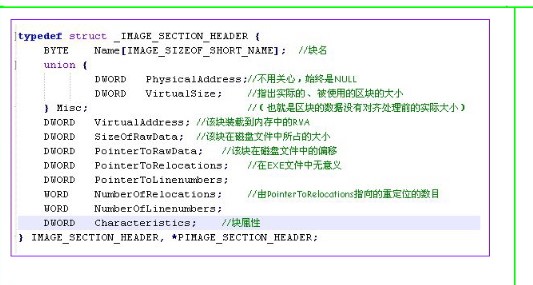 typedef struct _IMAGE_SECTION_HEADER {
BYTE Name[IMAGE_SIZEOF_SHORT_NAME]; //块名
union {
DWORD PhysicalAddress;//不用关心，始终是NULL
DWORD VirtualSize; //指出实际的、被使用的区块的大小
} Misc; //（也就是区块的数据没有对齐处理前的实际大小）
DWORD VirtualAddress; //该块装载到内存中的RVA
DWORD SizeOfRawData; //该块在磁盘文件中所占的大小
DWORD PointerToRawData; //该块在磁盘文件中的偏移
DWORD PointerToRelocations; //在EXE文件中无意义
DWORD PointerToLinenumbers;
WORD NumberOfRelocations; //由PointerToRelocations指向的重定位的数目
WORD NumberOfLinenumbers;
DWORD Characteristics; //块属性
} IMAGE_SECTION_HEADER, *PIMAGE_SECTION_HEADER;